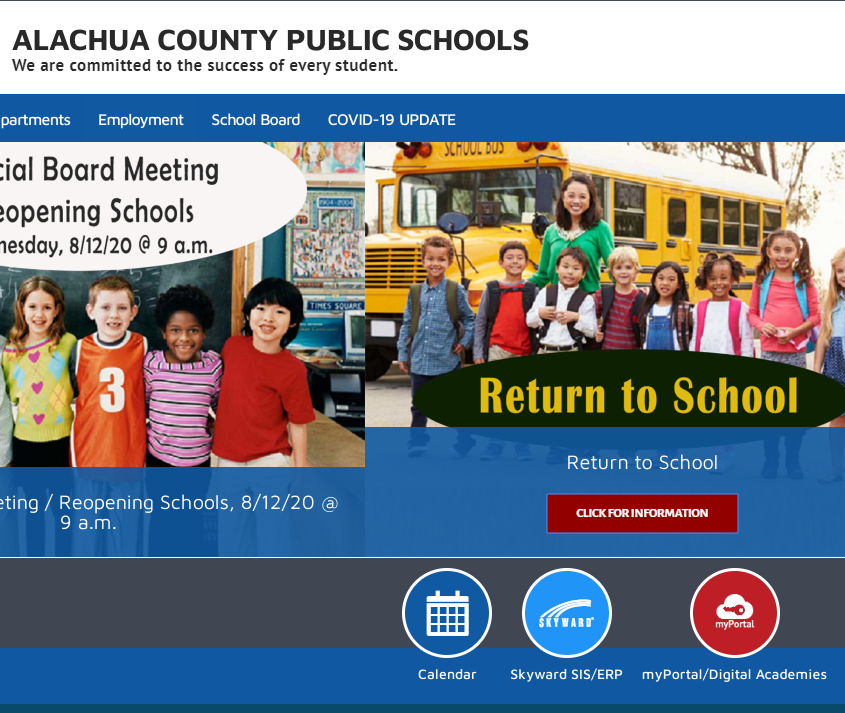 ALACHUA COUNTY PUBLIC SCHOOLS
We are committed to the success of every student.
partments Employment School Board COVID-19 UPDATE
cial Board Meeting
eopening Schools
nesday, 8/12/20 @ 9 a.m.
1904-2004
TIMES SQUARE
3
eting / Reopening Schools, 8/12/20 @
9 a.m.
SCHOOL BUS
Return to School
Return to School
CLICK FOR INFORMATION
SKYWARD
myPortal
Calendar Skyward SIS/ERP myPortal/Digital Academies